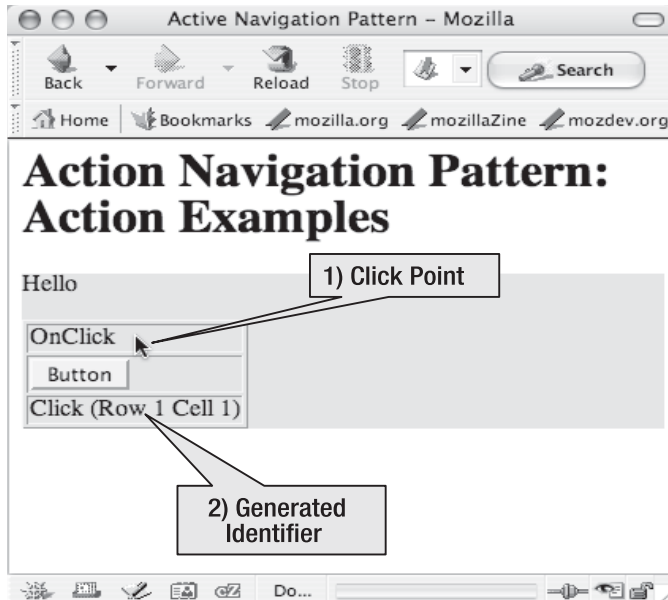 Active Navigation Pattern – Mozilla
Back Forward Reload Stop Search
Home Bookmarks mozilla.org mozillaZine mozdev.org
Action Navigation Pattern:
Action Examples
1) Click Point
Hello
OnClick
Button
Click (Row 1 Cell 1)
2) Generated
Identifier
Do...